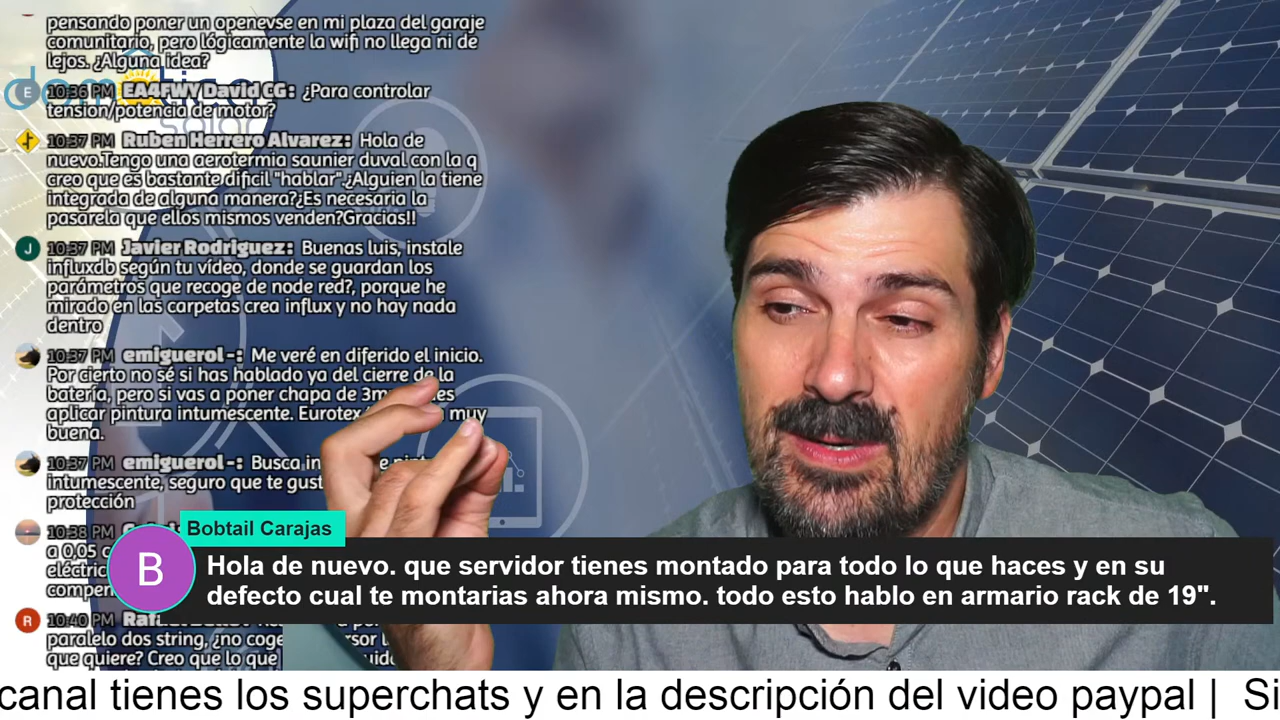 pensando poner un openevse en mi plaza del garaje
comunitario, pero lógicamente la wifi no llega ni de
lejos. ¿Alguna idea?
E 10:36 PM EA4FWY David CG: ¿Para controlar
tension/potencia de motor?
10:37 PM Ruben Herrero Alvarez: Hola de
nuevo.Tengo una aerotermia saunier duval con la q
creo que es bastante dificil "hablar".¿Alguien la tiene
integrada de alguna manera?¿Es necesaria la
pasarela que ellos mismos venden?Gracias!!
J 10:37 PM Javier Rodriguez: Buenas luis, instale
influxdb según tu vídeo, donde se guardan los
parámetros que recoge de node red?, porque he
mirado en las carpetas crea influx y no hay nada
dentro
10:37 PM emiguerol-: Me veré en diferido el inicio.
Por cierto no sé si has hablado ya del cierre de la
batería, pero si vas a poner chapa de 3m
aplicar pintura intumescente. Eurotex muy
buena.
10:37 PM emiguerol-: Busca in
intumescente, seguro que te gust
protección
10:38 PM
a 0,05
eléctric
compen
Bobtail Carajas
B
Hola de nuevo. que servidor tienes montado para todo lo que haces y en su
defecto cual te montarias ahora mismo. todo esto hablo en armario rack de 19".
R 10:40 PM
paralelo dos string, ¿no coge
que quiere? Creo que lo que
canal tienes los superchats y en la descripción del video paypal | Si